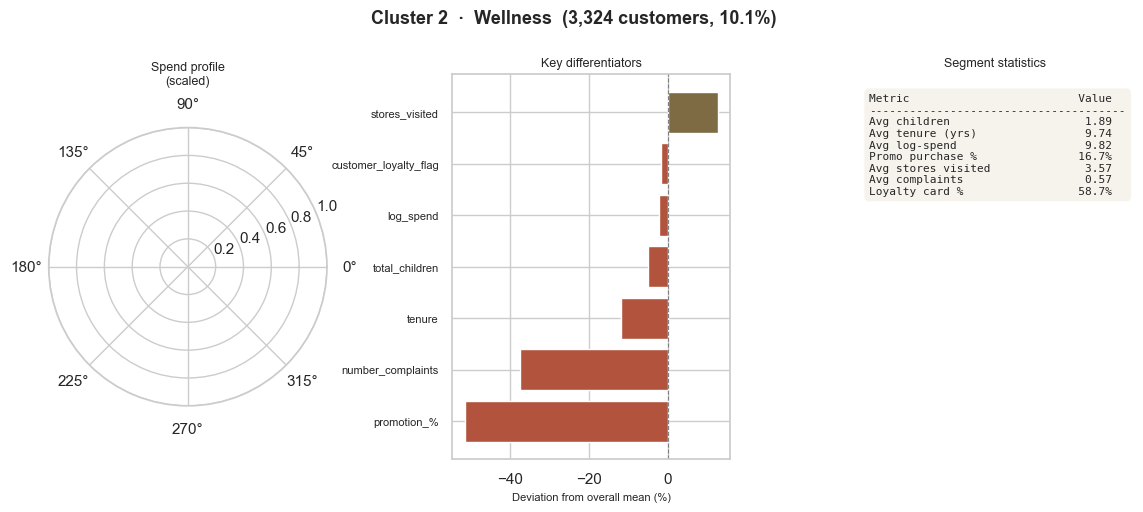 Cluster 2 · Wellness (3,324 customers, 10.1%)
Spend profile
(scaled)
90°
135°
45°
1.0
0.8
0.6
0.4
0.2
180°
0°
225°
315°
270°
Key differentiators
stores_visited
customer_loyalty_flag
log_spend
total_children
tenure
number_complaints
promotion_%
−40 −20 0
Deviation from overall mean (%)
Segment statistics
Metric Value
--------------------------------------
Avg children 1.89
Avg tenure (yrs) 9.74
Avg log-spend 9.82
Promo purchase % 16.7%
Avg stores visited 3.57
Avg complaints 0.57
Loyalty card % 58.7%